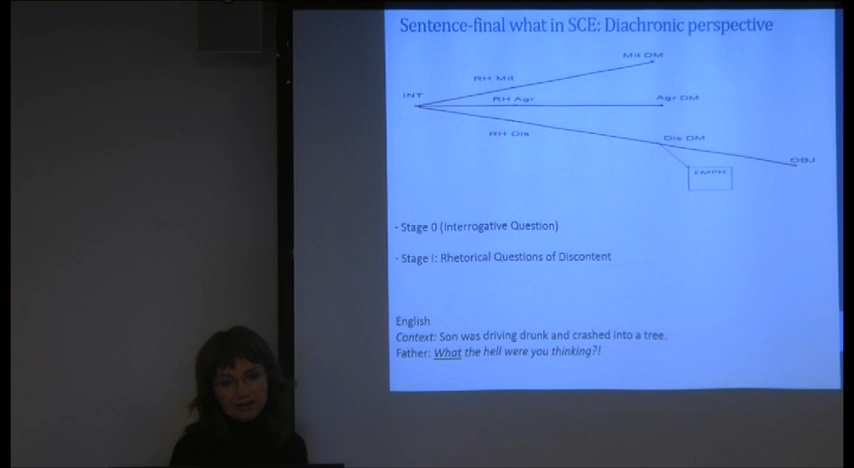 Sentence-final what in SCE: Diachronic perspective
Mit DM
RH Mit
INT
RH Agr
Agr DM
RH Dis
Dis DM
OBJ
EMPH
- Stage 0 (Interrogative Question)
- Stage I: Rhetorical Questions of Discontent
English
Context: Son was driving drunk and crashed into a tree.
Father: What the hell were you thinking?!